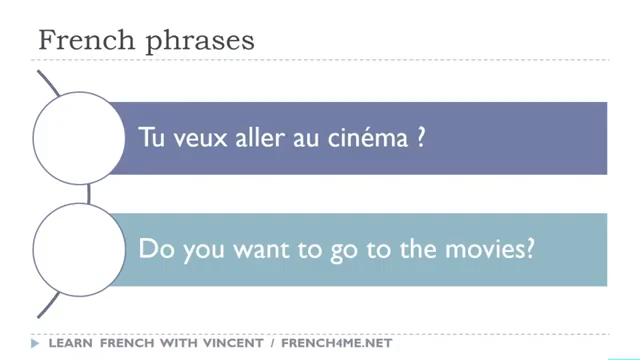 French phrases
Tu veux aller au cinéma ?
Do you want to go to the movies?
LEARN FRENCH WITH VINCENT / FRENCH4ME.NET